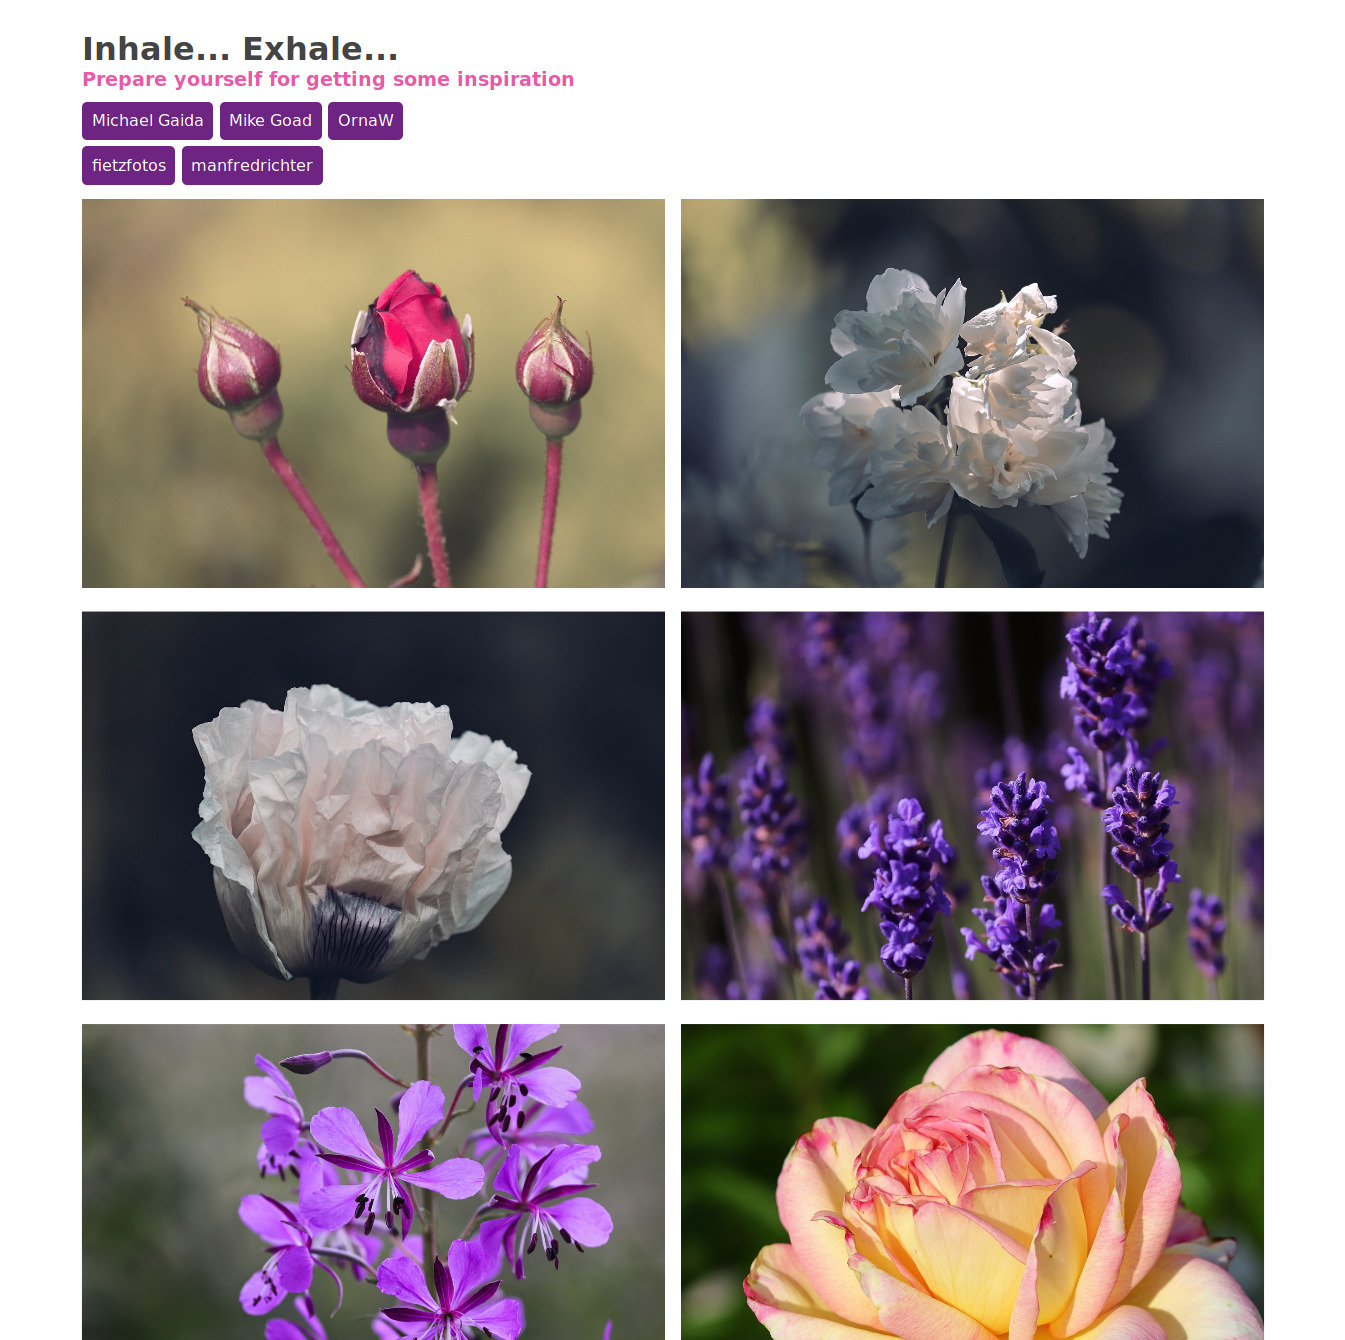 Inhale... Exhale...
Prepare yourself for getting some inspiration
Michael Gaida Mike Goad OrnaW
fietzfotos manfredrichter